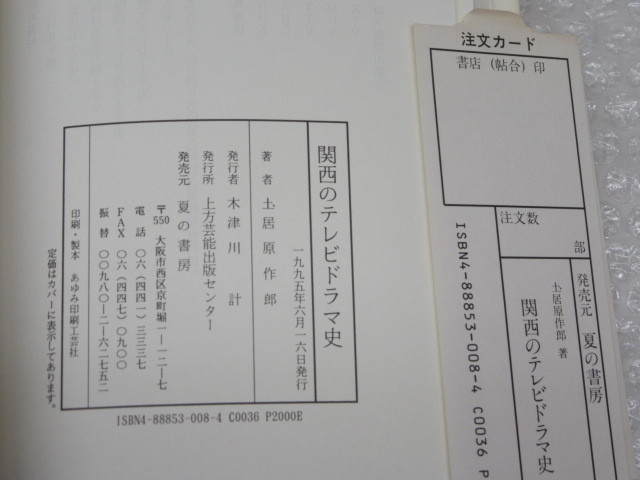 関西のテレビドラマ史
一九九五年六月一六日発行
著者 土居原作郎
発行者 木津川 計
発行所 上方芸能出版センター
発売元 夏の書房
〒550 大阪市西区京町堀一ー一二ー七
電話 〇六(四四一)三三三七
FAX 〇六(四四七)〇九〇〇
振替 〇〇九八〇ー二ー六二七五二
印刷・製本 あゆみ印刷工芸社
定価はカバーに表示してあります。
ISBN4-88853-008-4 C0036 P2000E
注文カード
書店(帖合)印
注文数
部
発売元 夏の書房
土居原作郎 著
関西のテレビドラマ史
ISBN4-88853-008-4 C0036 P